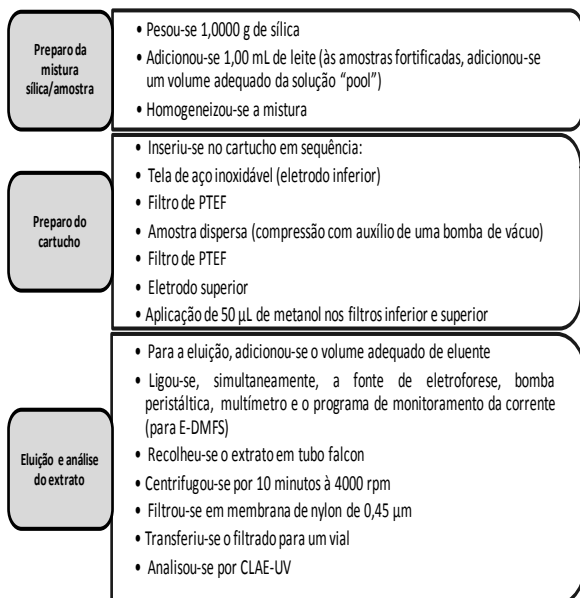 Preparo da
mistura
sílica/amostra
• Pesou-se 1,0000 g de sílica
• Adicionou-se 1,00 mL de leite (às amostras fortificadas, adicionou-se
um volume adequado da solução “pool”)
• Homogeneizou-se a mistura
Preparo do
cartucho
• Inseriu-se no cartucho em sequência:
• Tela de aço inoxidável (eletrodo inferior)
• Filtro de PTEF
• Amostra dispersa (compressão com auxílio de uma bomba de vácuo)
• Filtro de PTEF
• Eletrodo superior
• Aplicação de 50 µL de metanol nos filtros inferior e superior
Eluição e análise
do extrato
• Para a eluição, adicionou-se o volume adequado de eluente
• Ligou-se, simultaneamente, a fonte de eletroforese, bomba
peristáltica, multímetro e o programa de monitoramento da corrente
(para E-DMFS)
• Recolheu-se o extrato em tubo falcon
• Centrifugou-se por 10 minutos à 4000 rpm
• Filtrou-se em membrana de nylon de 0,45 µm
• Transferiu-se o filtrado para um vial
• Analisou-se por CLAE-UV